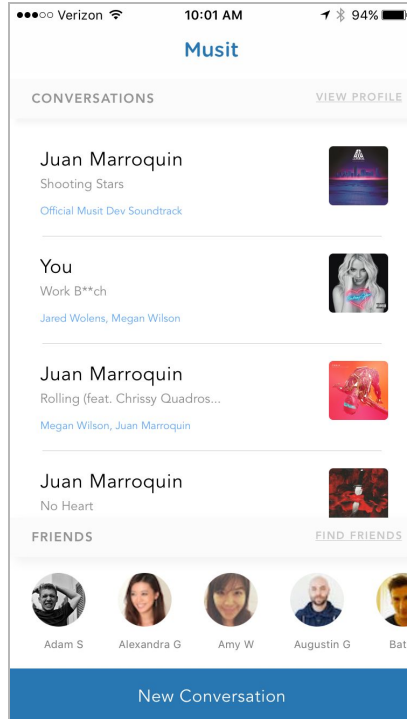 Verizon 10:01 AM 94%
Musit
CONVERSATIONS VIEW PROFILE
Juan Marroquin
Shooting Stars
Official Musit Dev Soundtrack
You
Work B**ch
Jared Wolens, Megan Wilson
Juan Marroquin
Rolling (feat. Chrissy Quadros...
Megan Wilson, Juan Marroquin
Juan Marroquin
No Heart
FRIENDS FIND FRIENDS
Adam S Alexandra G Amy W Augustin G Bat
New Conversation